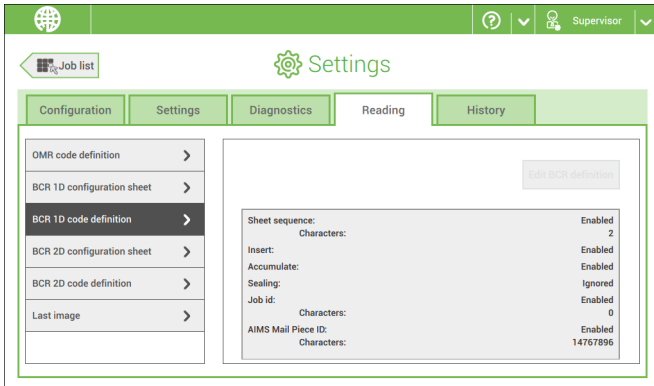 Supervisor
Job list
Settings
Configuration
Settings
Diagnostics
Reading
History
OMR code definition
BCR 1D configuration sheet
BCR 1D code definition
BCR 2D configuration sheet
BCR 2D code definition
Last image
Edit BCR definition
Sheet sequence: Enabled
Characters: 2
Insert: Enabled
Accumulate: Enabled
Sealing: Ignored
Job id: Enabled
Characters: 0
AIMS Mail Piece ID: Enabled
Characters: 14767896